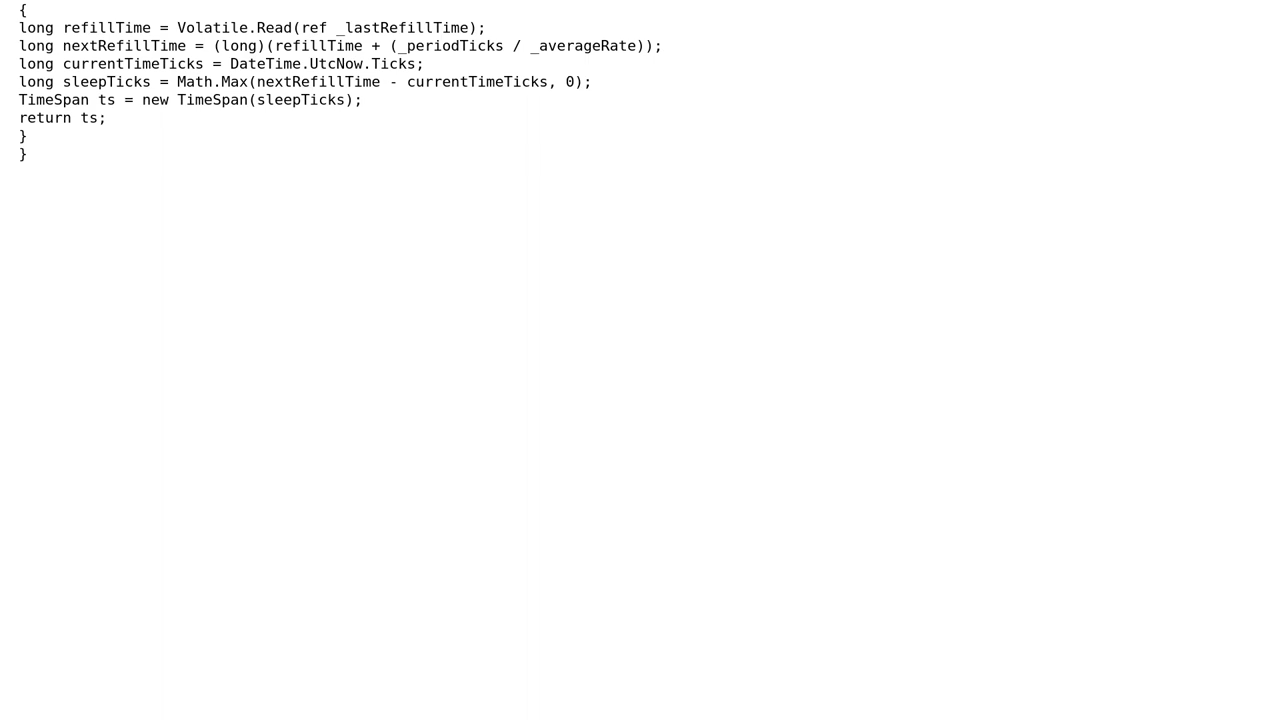 {
long refillTime = Volatile.Read(ref _lastRefillTime);
long nextRefillTime = (long)(refillTime + (_periodTicks / _averageRate));
long currentTimeTicks = DateTime.UtcNow.Ticks;
long sleepTicks = Math.Max(nextRefillTime - currentTimeTicks, 0);
TimeSpan ts = new TimeSpan(sleepTicks);
return ts;
}
}